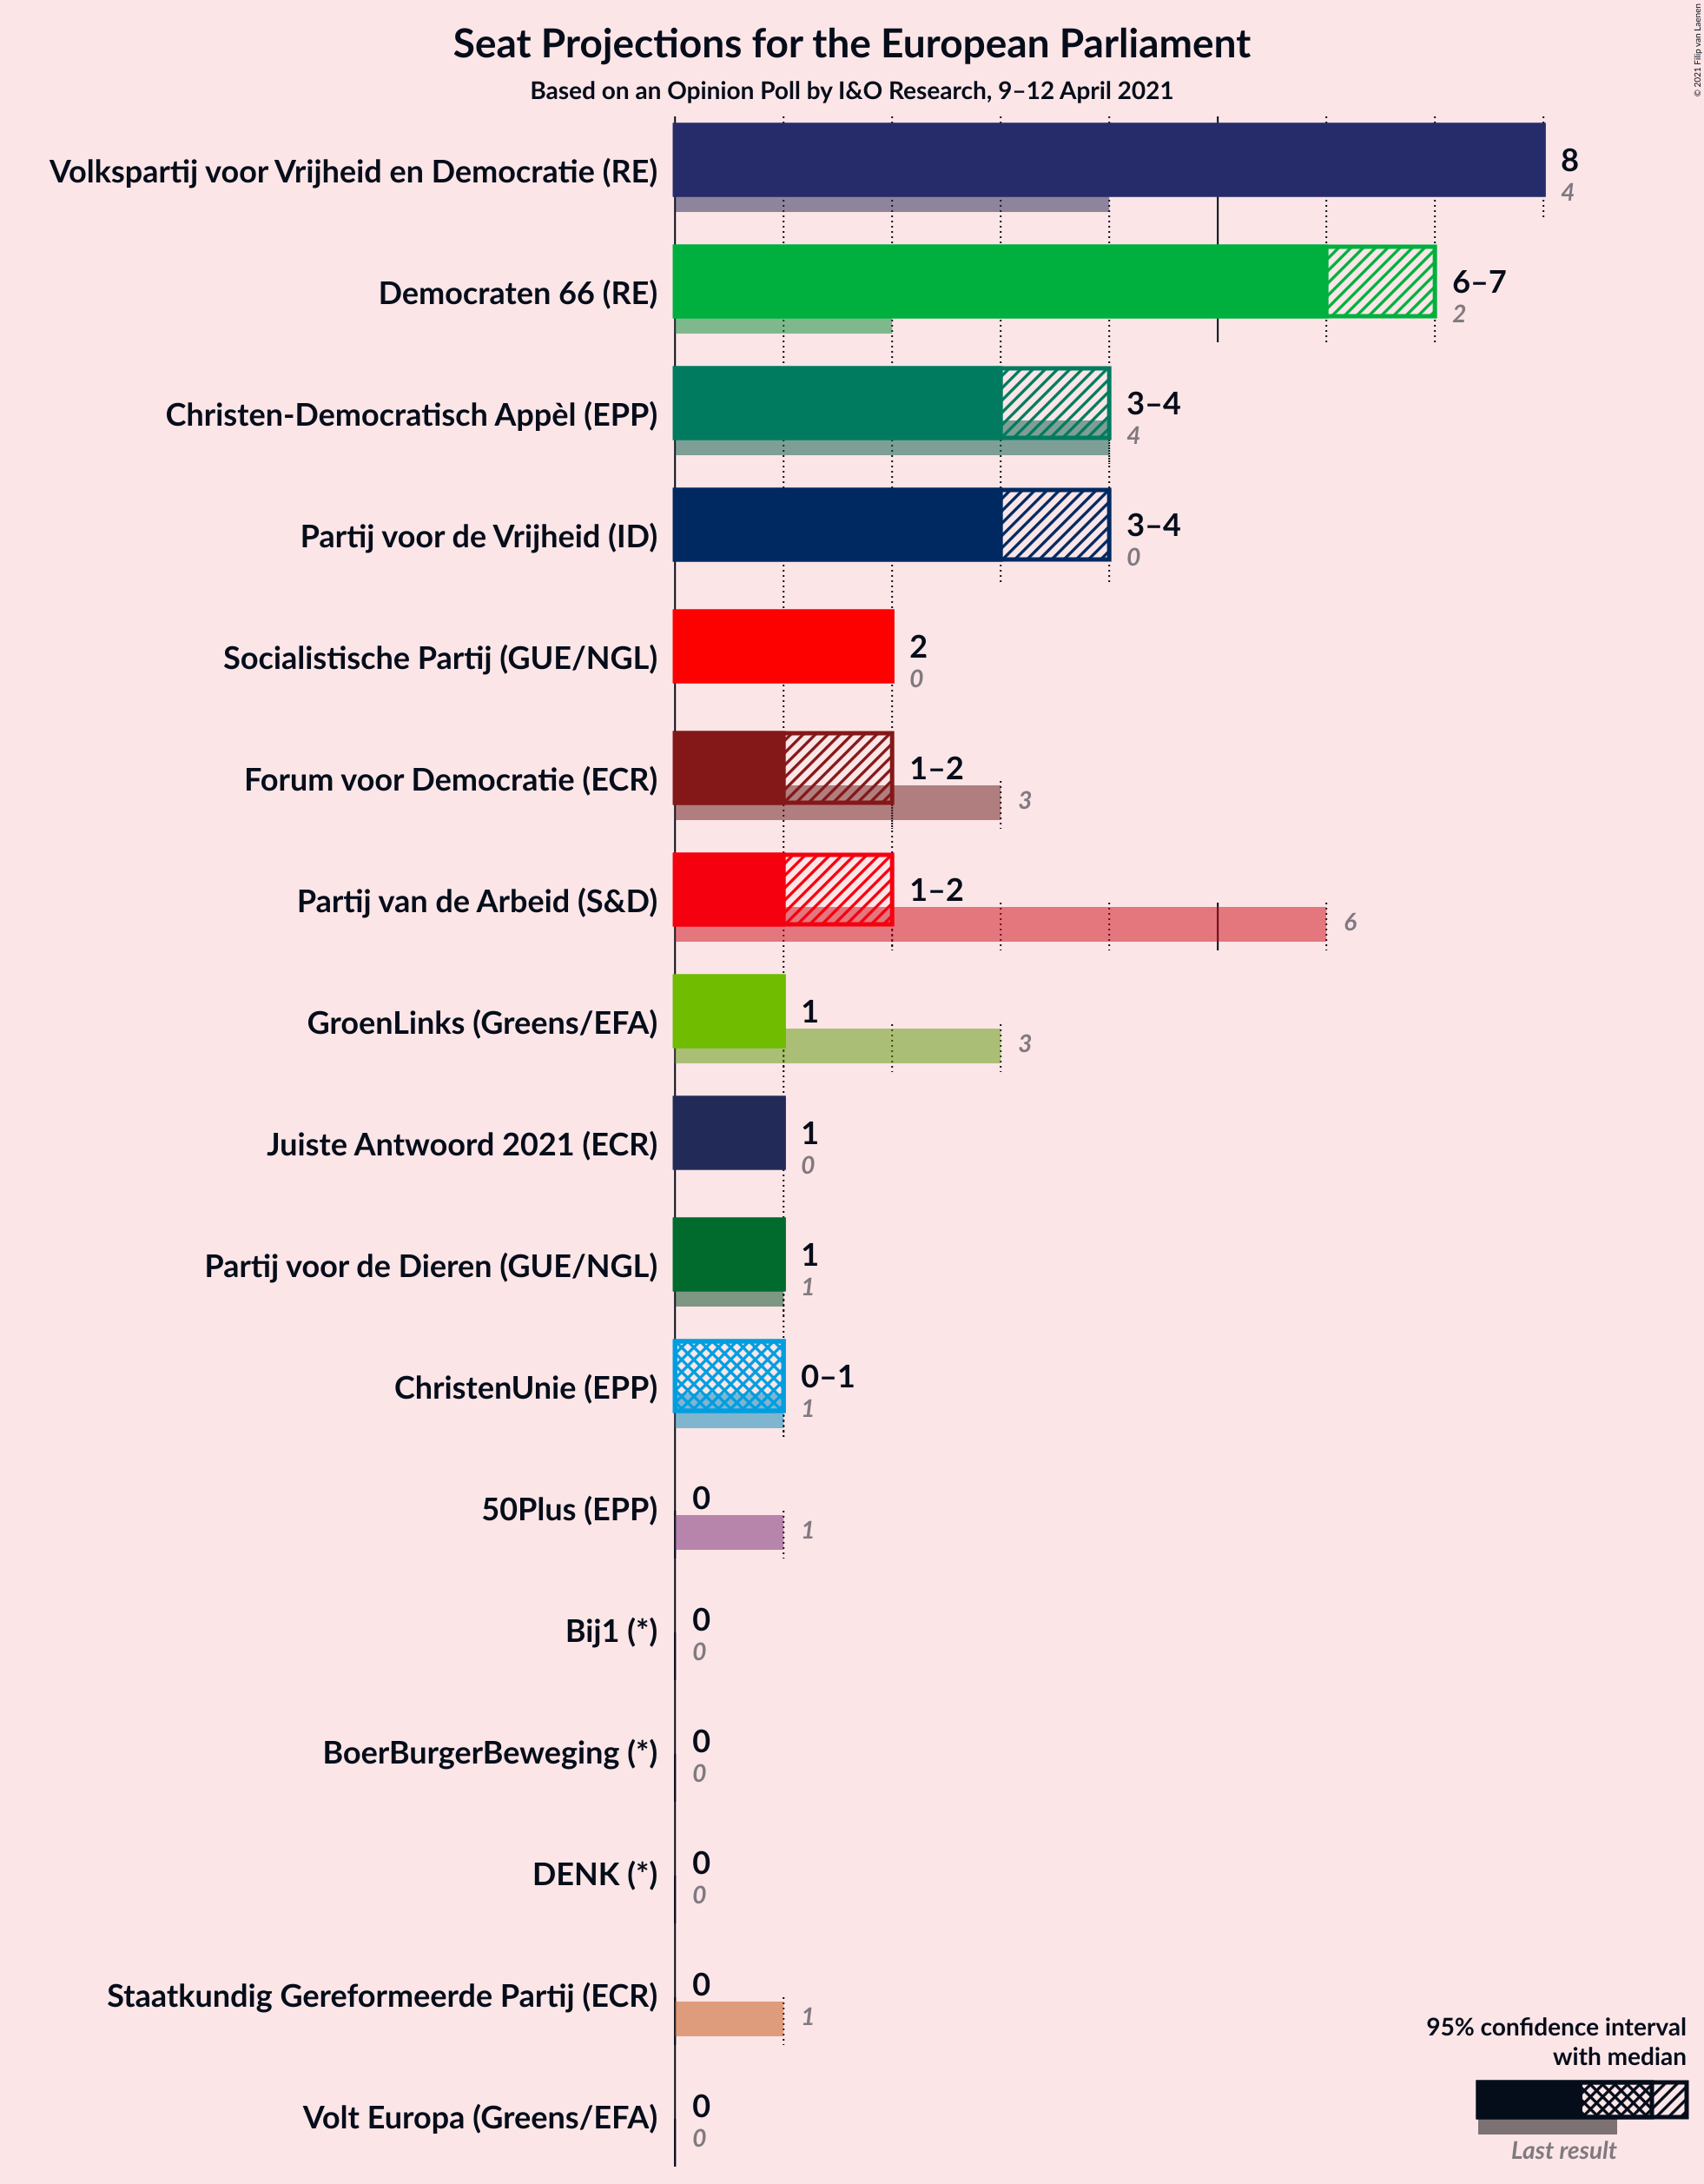 Seat Projections for the European Parliament
Based on an Opinion Poll by I&O Research, 9–12 April 2021
© 2021 Filip van Laenen
Volkspartij voor Vrijheid en Democratie (RE)
8
4
Democraten 66 (RE)
6–7
2
Christen-Democratisch Appèl (EPP)
3–4
4
Partij voor de Vrijheid (ID)
3–4
0
Socialistische Partij (GUE/NGL)
2
0
Forum voor Democratie (ECR)
1–2
3
Partij van de Arbeid (S&D)
1–2
6
GroenLinks (Greens/EFA)
1
3
Juiste Antwoord 2021 (ECR)
1
0
Partij voor de Dieren (GUE/NGL)
1
1
ChristenUnie (EPP)
0–1
1
50Plus (EPP)
0
1
Bij1 (*)
0
0
BoerBurgerBeweging (*)
0
0
DENK (*)
0
0
Staatkundig Gereformeerde Partij (ECR)
0
1
Volt Europa (Greens/EFA)
0
0
95% confidence interval
with median
Last result